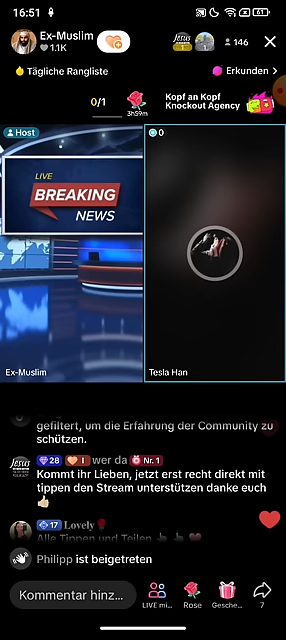 16:51
61
Ex-Muslim
1.1K
Jesus
1
1
146
Tägliche Rangliste
Erkunden >
0/1
3h59m
Kopf an Kopf
Knockout Agency
Host
0
LIVE
BREAKING
NEWS
Ex-Muslim
Tesla Han
gefiltert, um die Erfahrung der Community zu
schützen.
28 I wer da Nr. 1
Kommt ihr Lieben, jetzt erst recht direkt mit
tippen den Stream unterstützen danke euch
17 Lovely
Alle Tippen und Teilen
Philipp ist beigetreten
Kommentar hinz...
LIVE mi...
Rose
Gesche...
7